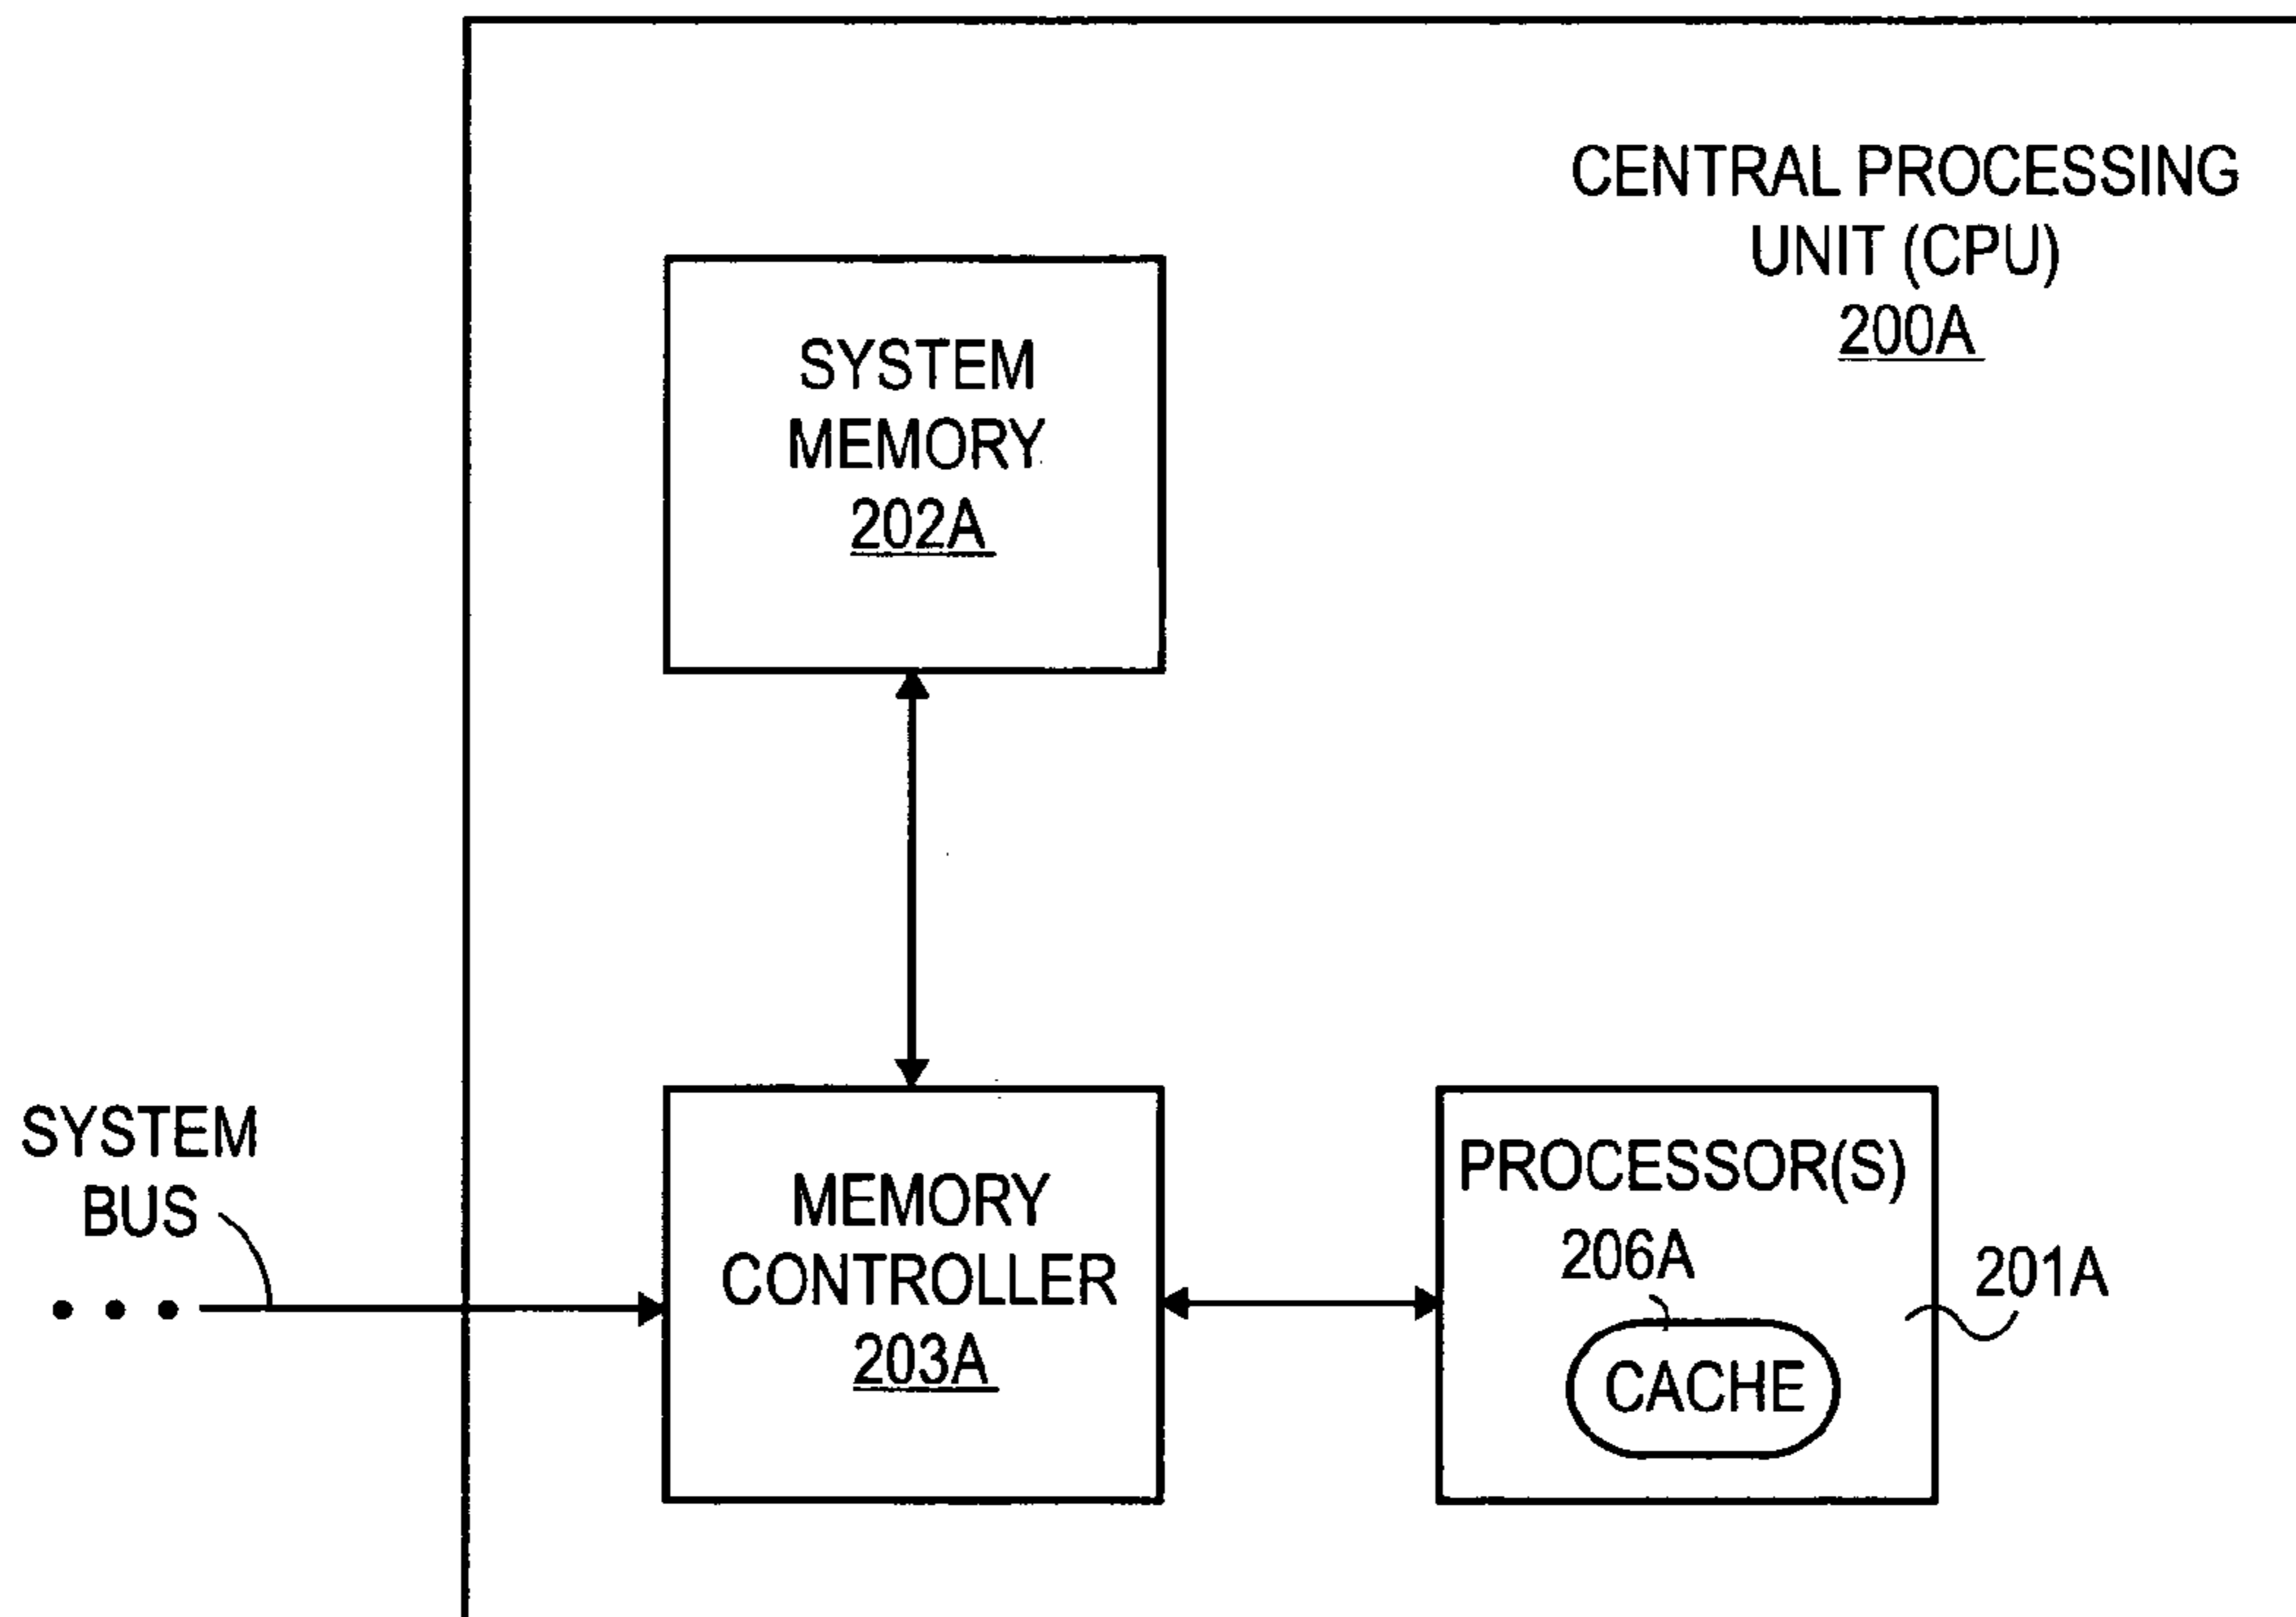 CENTRAL PROCESSING
UNIT (CPU)
200A
SYSTEM
MEMORY
202A
SYSTEM
BUS
MEMORY
CONTROLLER
203A
PROCESSOR(S)
206A
201A
CACHE